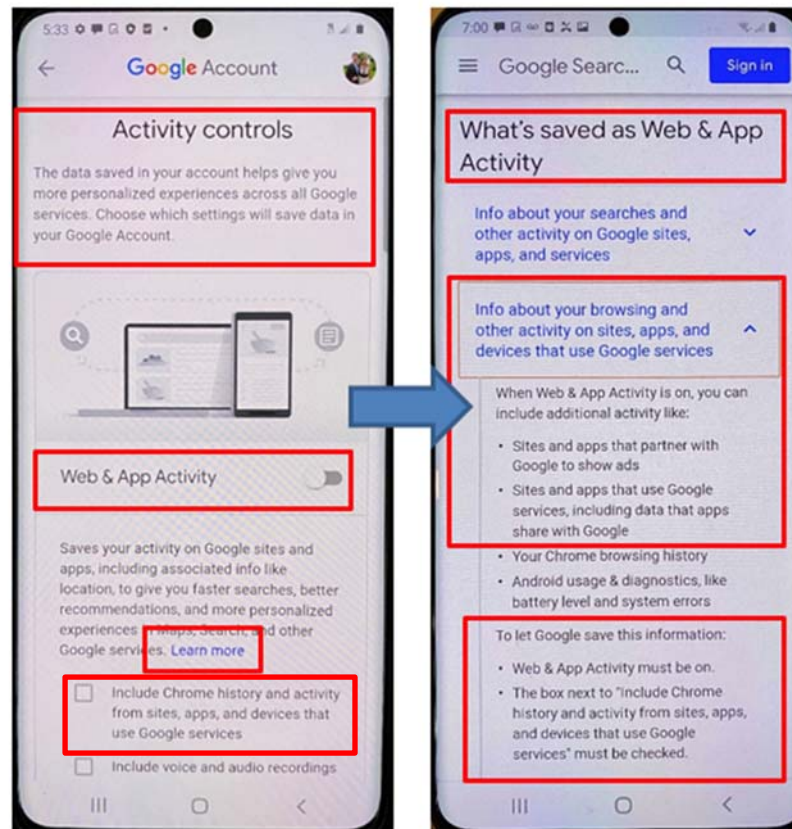 5:33
Google Account
Activity controls
The data saved in your account helps give you
more personalized experiences across all Google
services. Choose which settings will save data in
your Google Account.
Web & App Activity
Saves your activity on Google sites and
apps, including associated info like
location, to give you faster searches, better
recommendations, and more personalized
experiences in Maps, Search, and other
Google services. Learn more
Include Chrome history and activity
from sites, apps, and devices that
use Google services
Include voice and audio recordings
7:00
Google Searc... Sign in
What's saved as Web & App
Activity
Info about your searches and
other activity on Google sites,
apps, and services
Info about your browsing and
other activity on sites, apps, and
devices that use Google services
When Web & App Activity is on, you can
include additional activity like:
• Sites and apps that partner with
Google to show ads
• Sites and apps that use Google
services, including data that apps
share with Google
• Your Chrome browsing history
• Android usage & diagnostics, like
battery level and system errors
To let Google save this information:
• Web & App Activity must be on.
• The box next to "Include Chrome
history and activity from sites, apps,
and devices that use Google
services" must be checked.